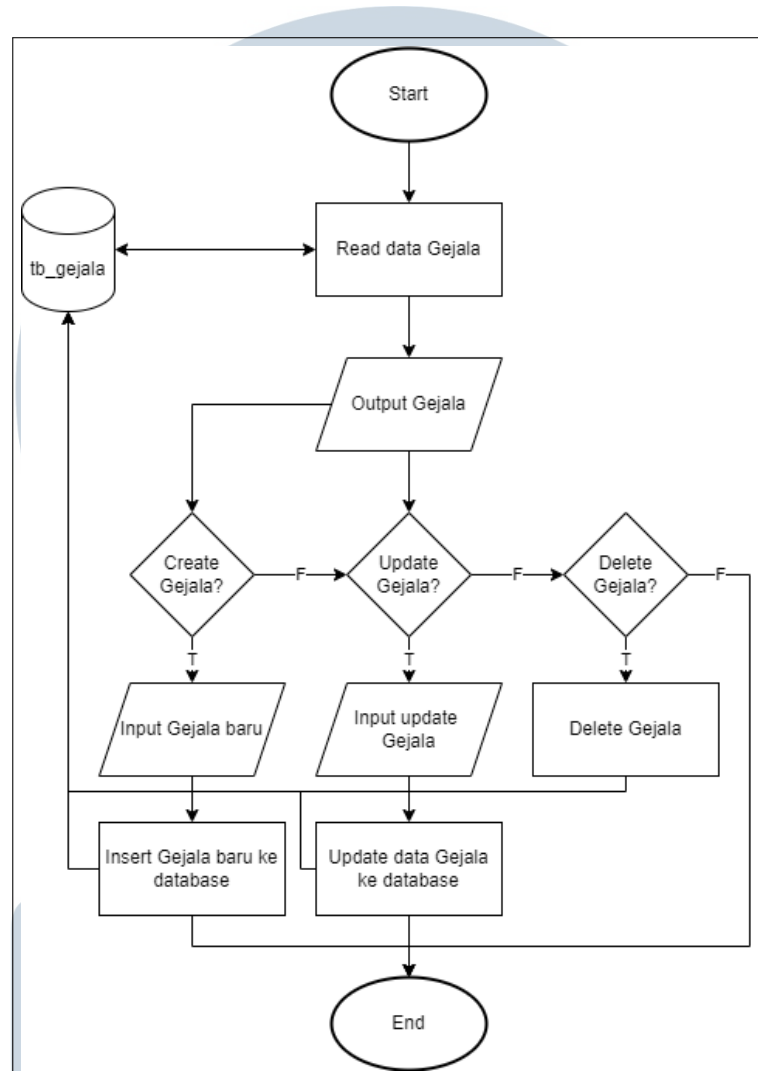 Start
tb_gejala
Read data Gejala
Output Gejala
Create
Gejala?
F
Update
Gejala?
F
Delete
Gejala?
F
T
T
T
Input Gejala baru
Input update
Gejala
Delete Gejala
Insert Gejala baru ke
database
Update data Gejala
ke database
End